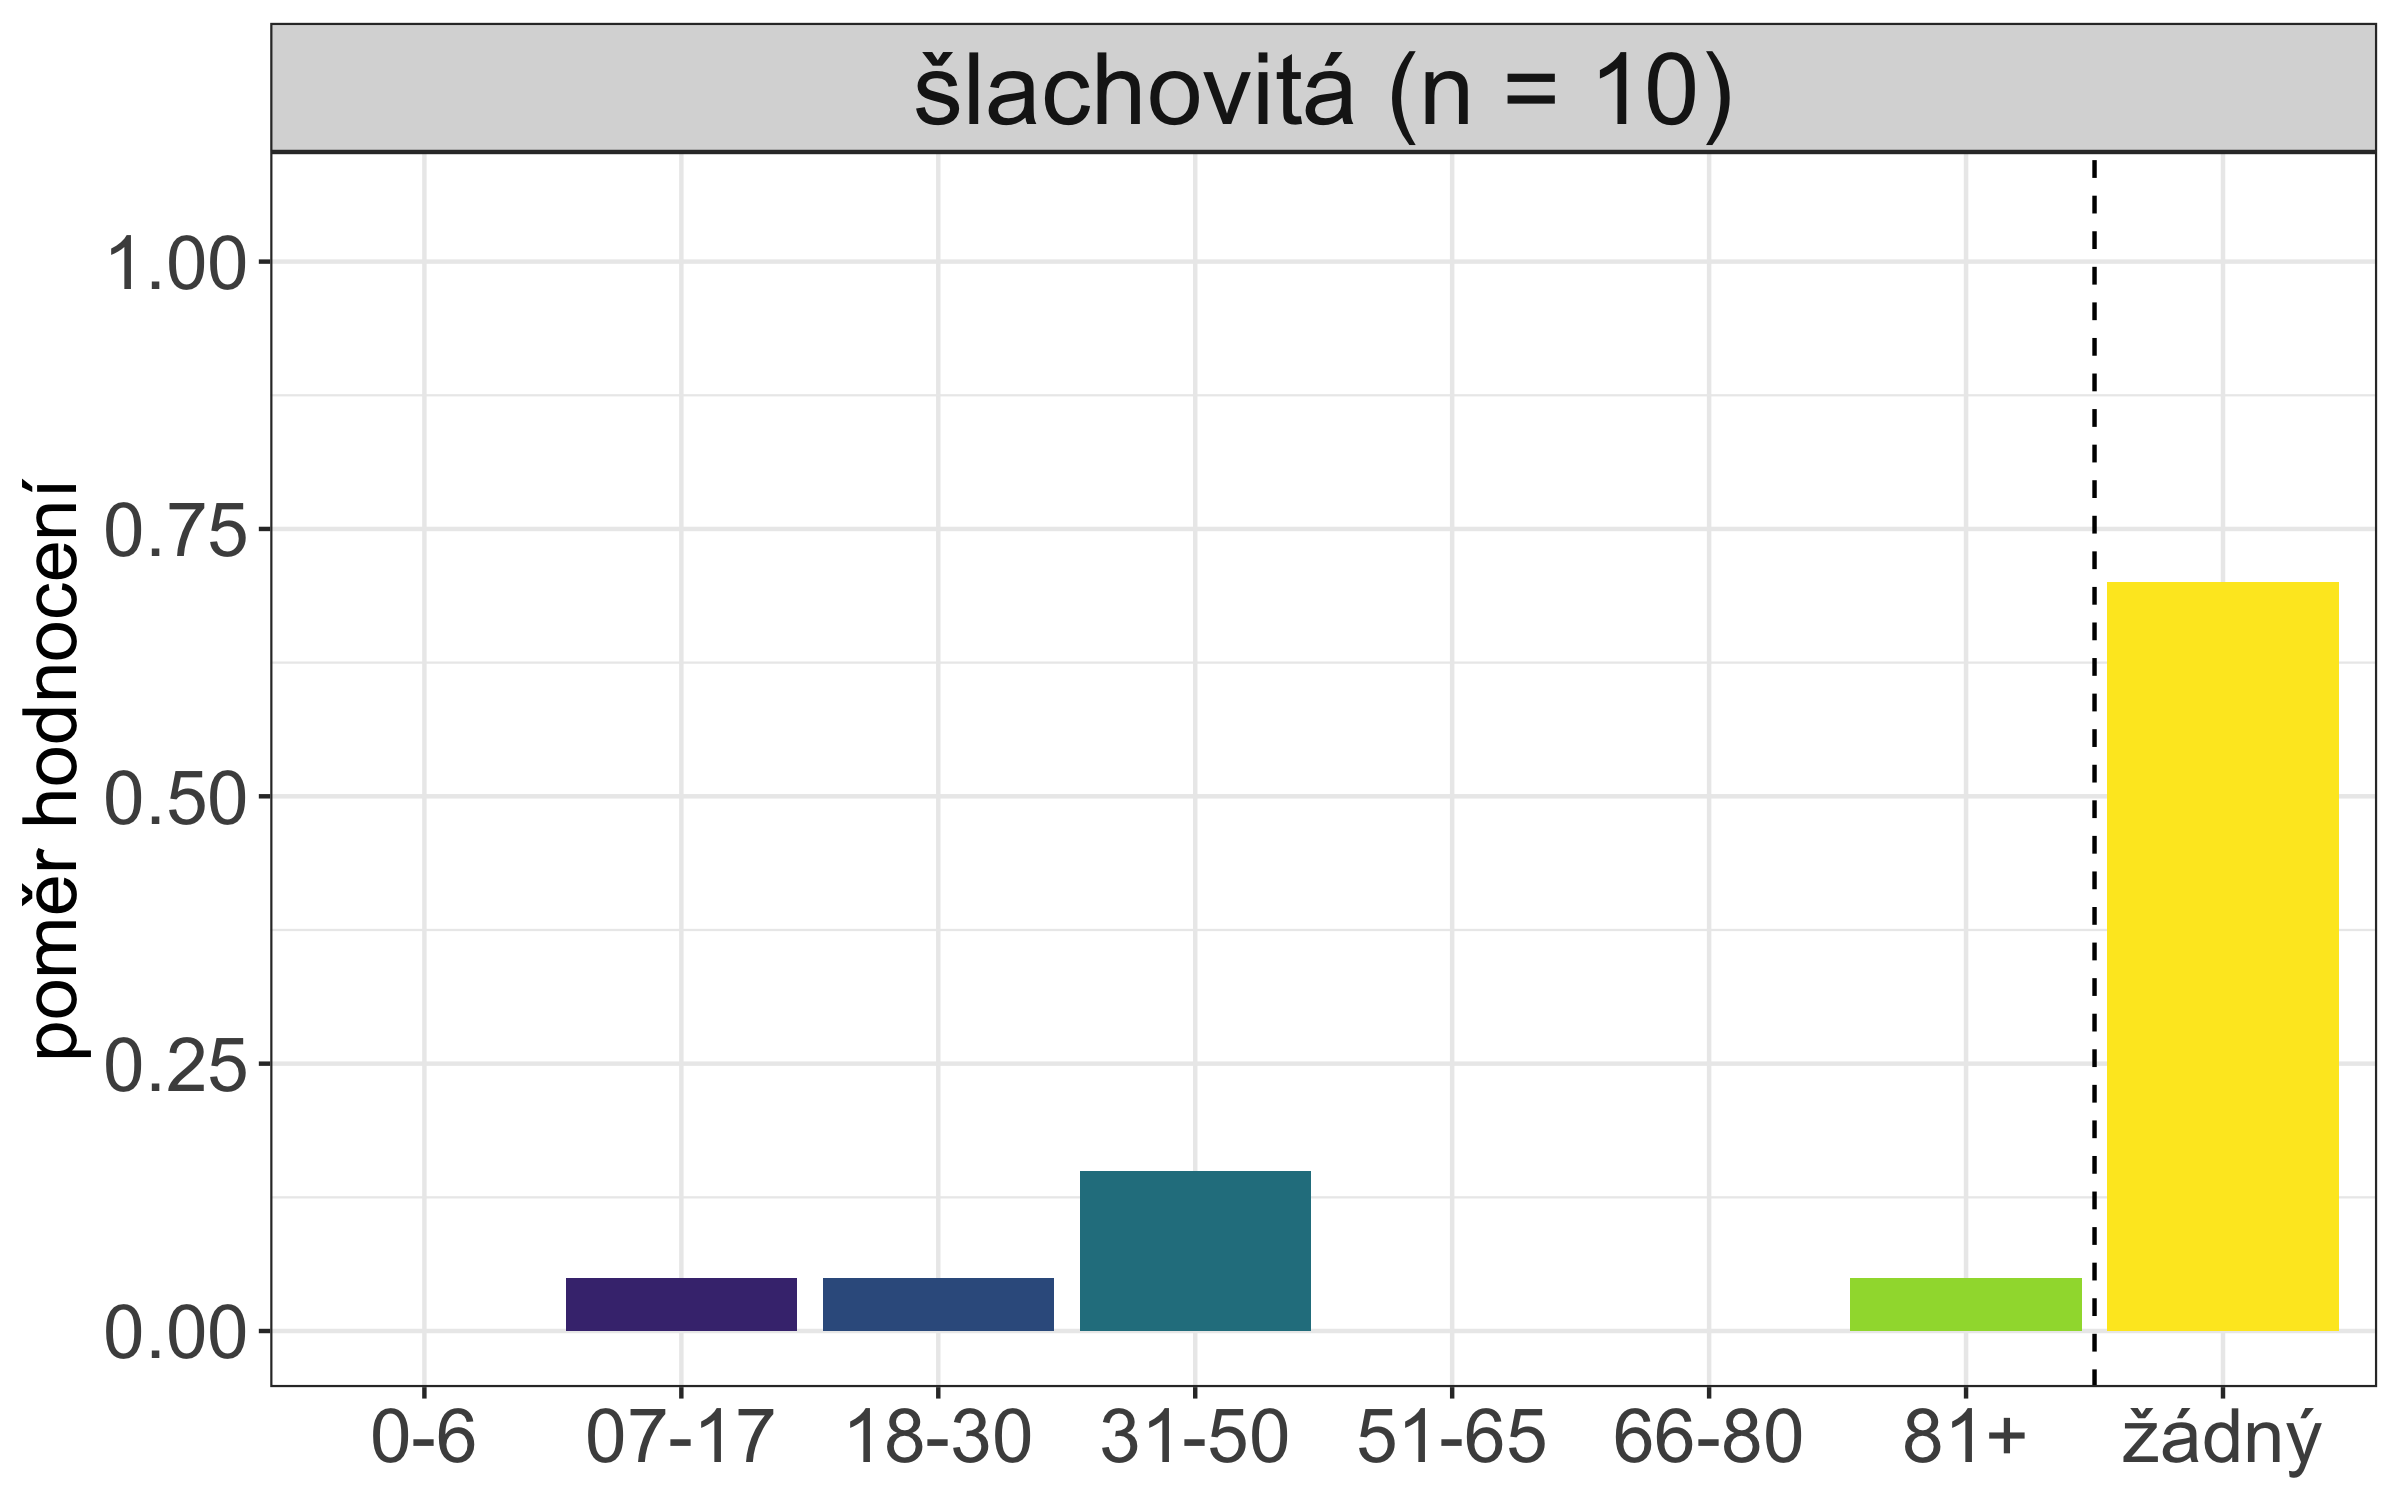 šlachovitá (n = 10)
poměr hodnocení
1.00
0.75
0.50
0.25
0.00
0-6 07-17 18-30 31-50 51-65 66-80 81+ žádný